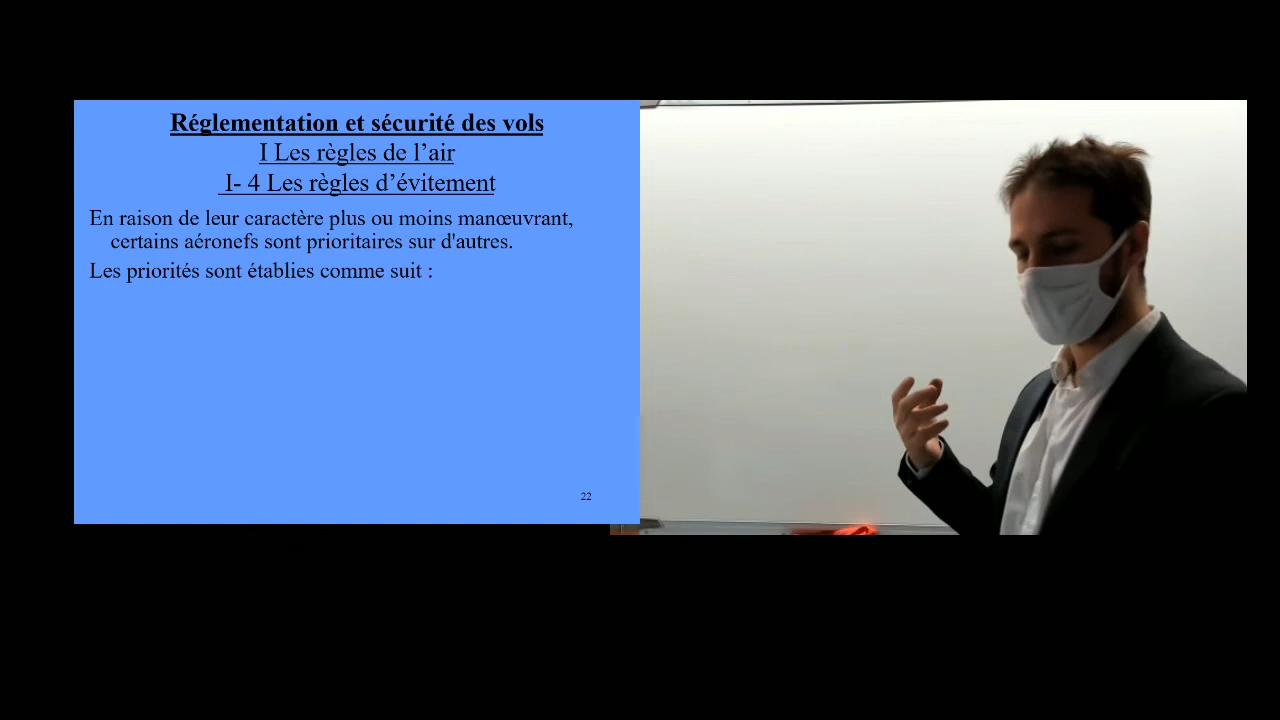 Réglementation et sécurité des vols
I Les règles de l’air
I- 4 Les règles d’évitement
En raison de leur caractère plus ou moins manœuvrant,
certains aéronefs sont prioritaires sur d'autres.
Les priorités sont établies comme suit :
22